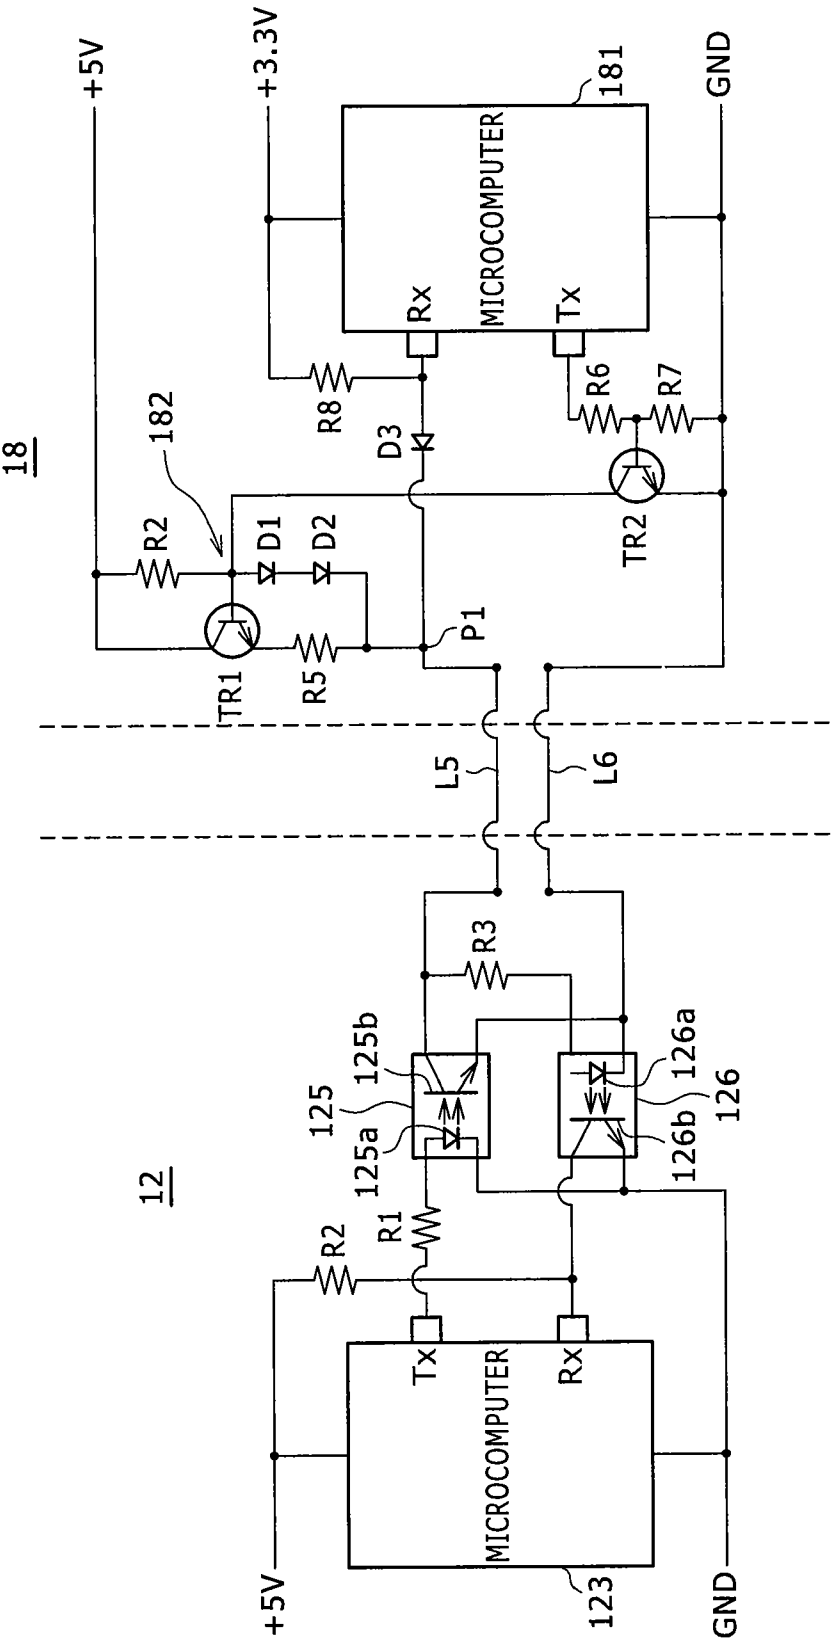 12
18
+5V
+5V
+3.3V
R2
R2
182
TR1
D1
D2
R5
R8
D3
P1
R1
125
125a
125b
R3
L5
L6
Tx
Rx
MICROCOMPUTER
123
126
126a
126b
Rx
Tx
MICROCOMPUTER
181
R6
R7
TR2
GND
GND